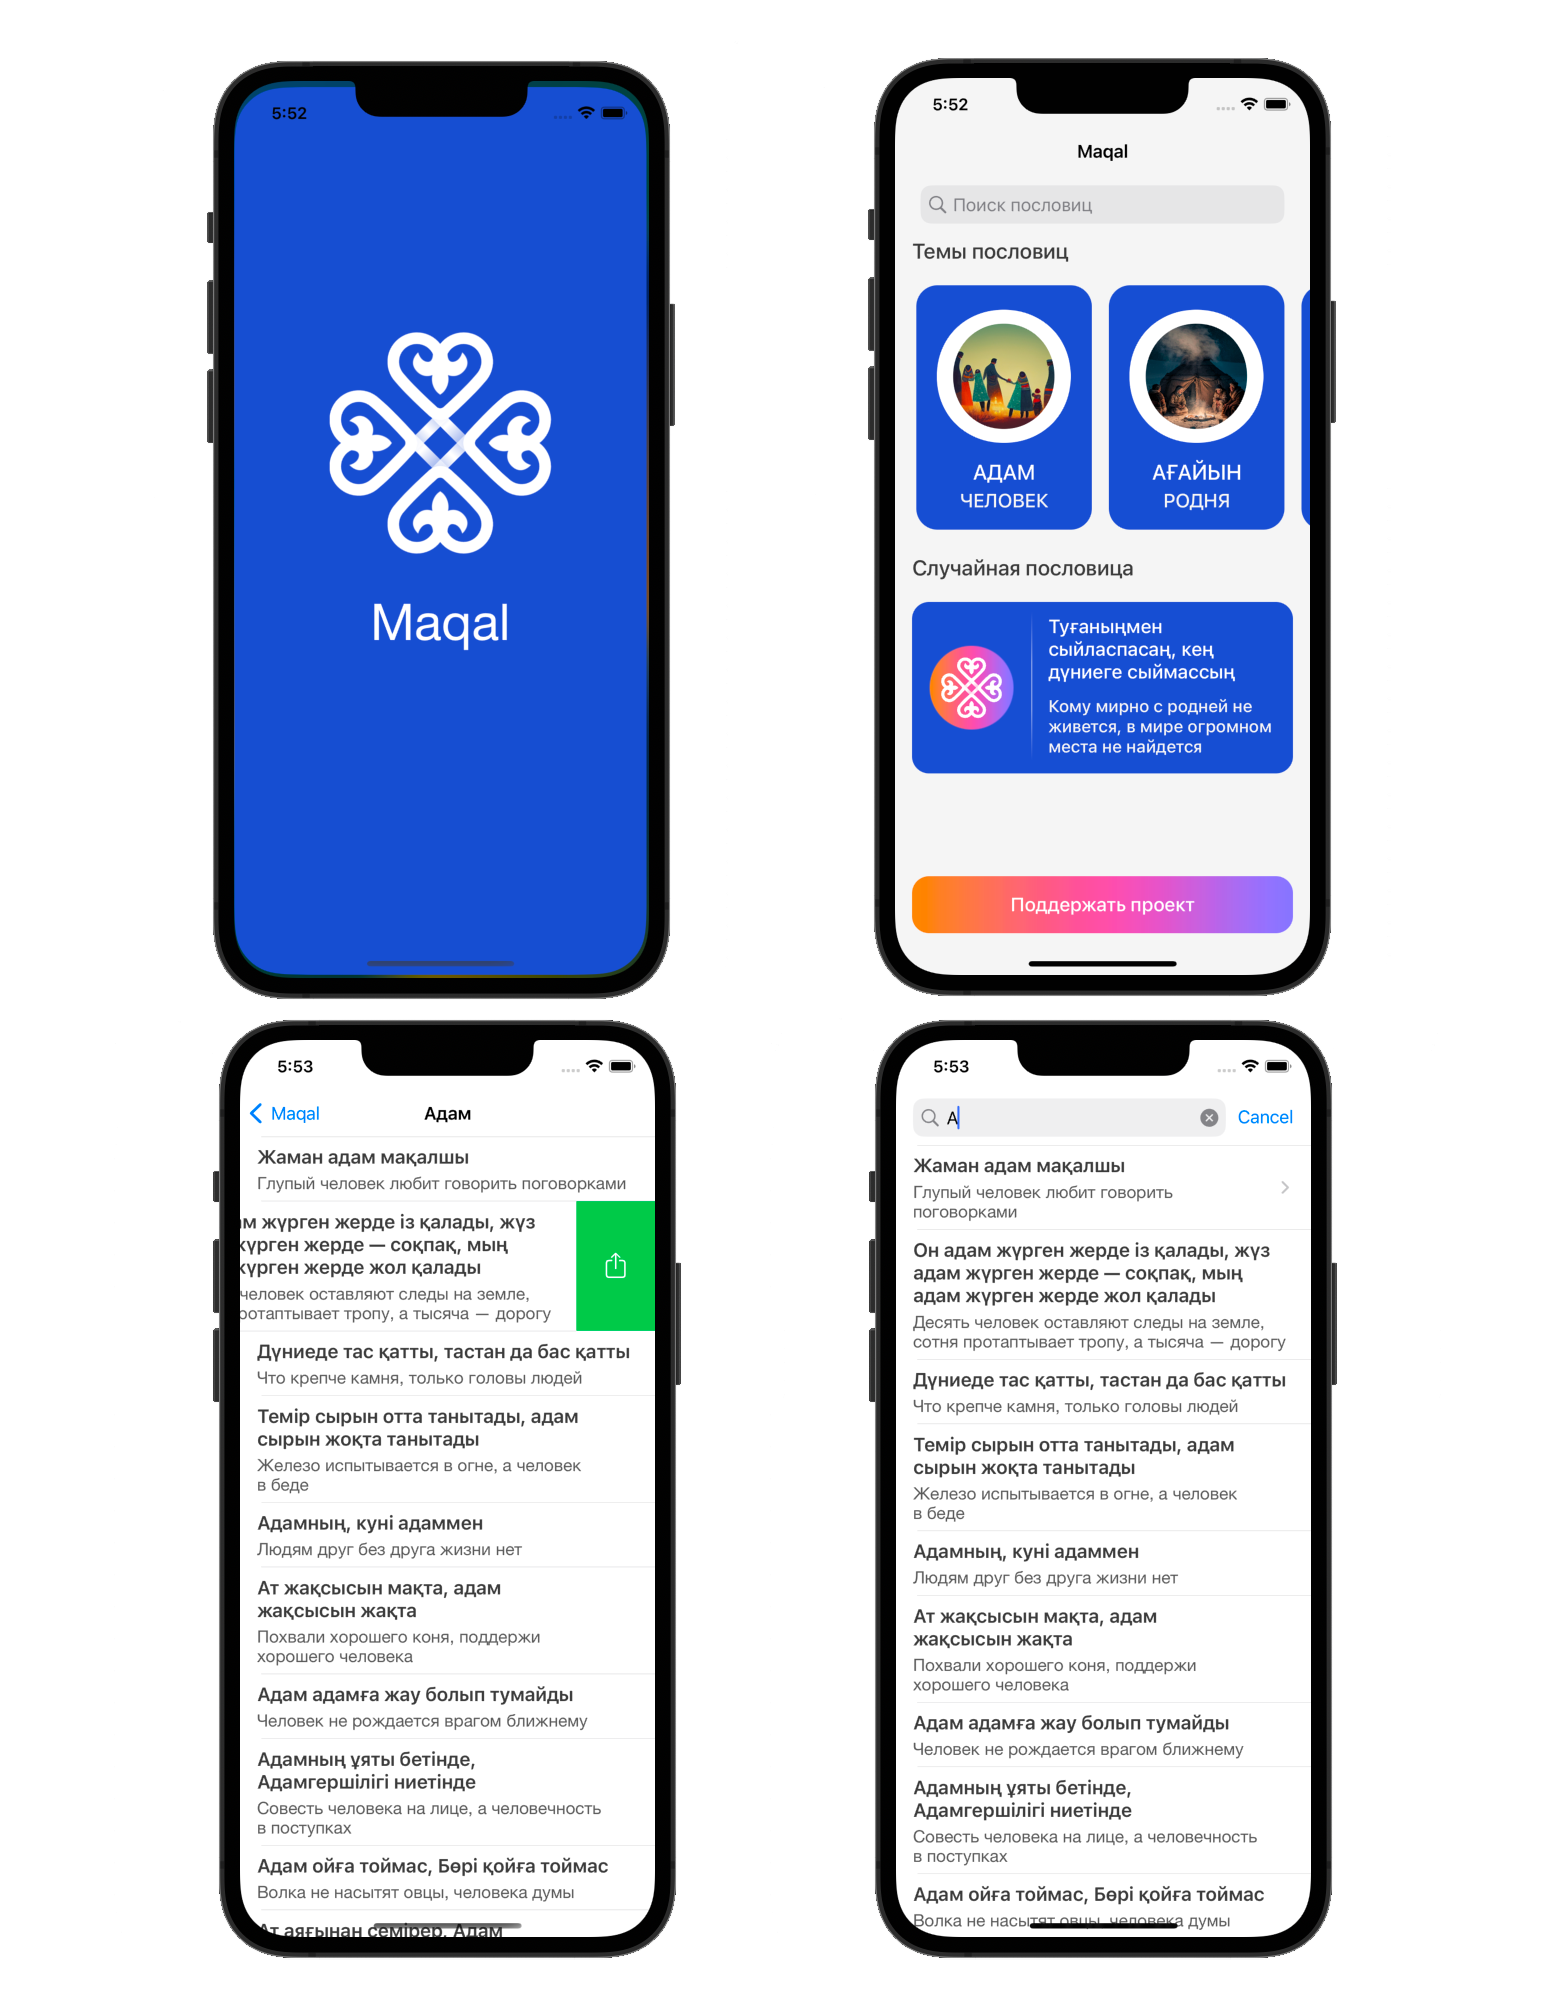 5:52
Maqal
5:52
Maqal
Поиск пословиц
Темы пословиц
АДАМ
ЧЕЛОВЕК
АҒАЙЫН
РОДНЯ
Случайная пословица
Туғаныңмен
сыйласпасаң, кең
дүниеге сыймассың
Кому мирно с родней не
живется, в мире огромном
места не найдется
Поддержать проект
5:53
Maqal
Адам
Жаман адам мақалшы
Глупый человек любит говорить поговорками
ам жүрген жерде із қалады, жүз
жүрген жерде — соқпақ, мың
жүрген жерде жол қалады
человек оставляют следы на земле,
ротаптывает тропу, а тысяча — дорогу
Дүниеде тас қатты, тастан да бас қатты
Что крепче камня, только головы людей
Темір сырын отта танытады, адам
сырын жоқта танытады
Железо испытывается в огне, а человек
в беде
Адамның, куні адаммен
Людям друг без друга жизни нет
Ат жақсысын мақта, адам
жақсысын жақта
Похвали хорошего коня, поддержи
хорошего человека
Адам адамға жау болып тумайды
Человек не рождается врагом ближнему
Адамның ұяты бетінде,
Адамгершілігі ниетінде
Совесть человека на лице, а человечность
в поступках
Адам ойға тоймас, Бөрі қойға тоймас
Волка не насытят овцы, человека думы
Ат аяғынан семірер, Адам
5:53
А
Cancel
Жаман адам мақалшы
Глупый человек любит говорить
поговорками
Он адам жүрген жерде із қалады, жүз
адам жүрген жерде — соқпақ, мың
адам жүрген жерде жол қалады
Десять человек оставляют следы на земле,
сотня протаптывает тропу, а тысяча — дорогу
Дүниеде тас қатты, тастан да бас қатты
Что крепче камня, только головы людей
Темір сырын отта танытады, адам
сырын жоқта танытады
Железо испытывается в огне, а человек
в беде
Адамның, куні адаммен
Людям друг без друга жизни нет
Ат жақсысын мақта, адам
жақсысын жақта
Похвали хорошего коня, поддержи
хорошего человека
Адам адамға жау болып тумайды
Человек не рождается врагом ближнему
Адамның ұяты бетінде,
Адамгершілігі ниетінде
Совесть человека на лице, а человечность
в поступках
Адам ойға тоймас, Бөрі қойға тоймас
Волка не насытят овцы, человека думы